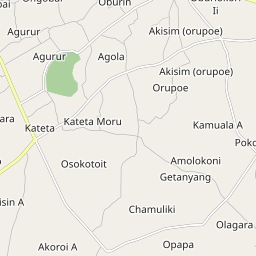 Oburin
Ii
Agurur
Akisim (orupoe)
Agurur
Agola
Akisim (orupoe)
Orupoe
Kateta
Kateta Moru
Kamuala A
Osokotoit
Amolokoni
Getanyang
Chamuliki
Olagara
Akoroi A
Opapa